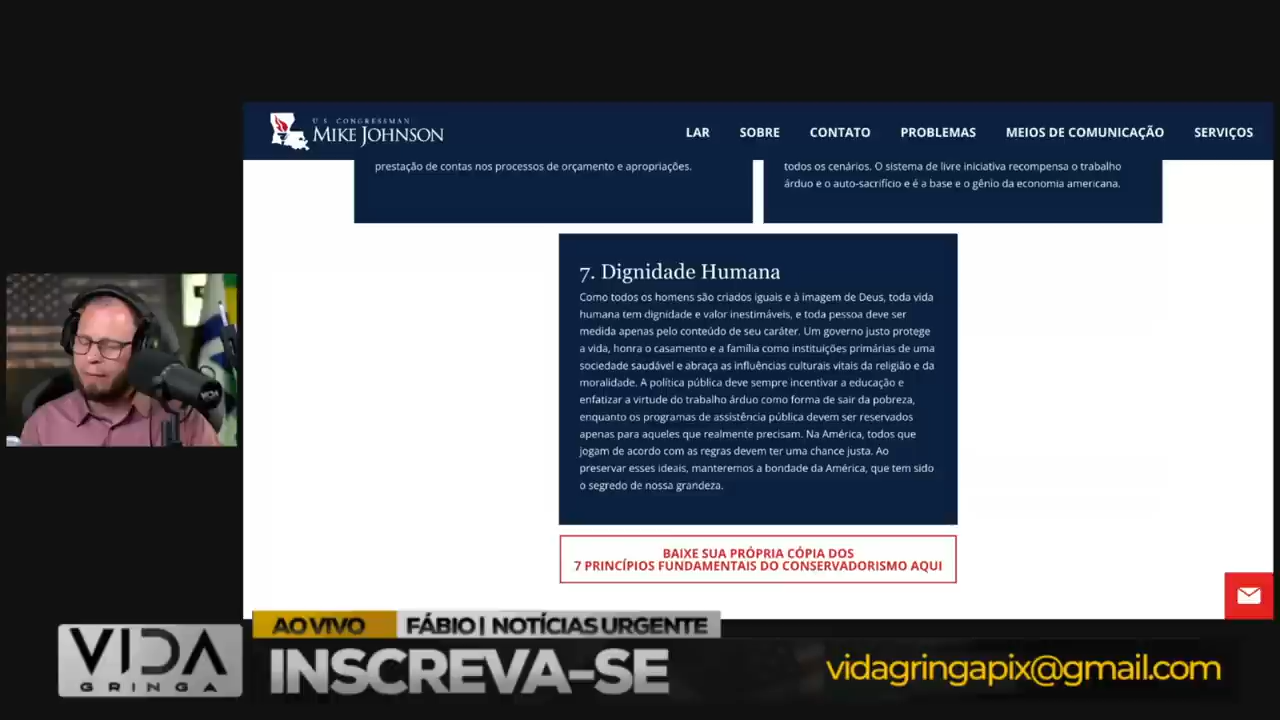 U.S. CONGRESSMAN
MIKE JOHNSON
LAR SOBRE CONTATO PROBLEMAS MEIOS DE COMUNICAÇÃO SERVIÇOS
prestação de contas nos processos de orçamento e apropriações.
todos os cenários. O sistema de livre iniciativa recompensa o trabalho
árduo e o auto-sacrifício e é a base e o gênio da economia americana.
7. Dignidade Humana
Como todos os homens são criados iguais e à imagem de Deus, toda vida
humana tem dignidade e valor inestimáveis, e toda pessoa deve ser
medida apenas pelo conteúdo de seu caráter. Um governo justo protege
a vida, honra o casamento e a família como instituições primárias de uma
sociedade saudável e abraça as influências culturais vitais da religião e da
moralidade. A política pública deve sempre incentivar a educação e
enfatizar a virtude do trabalho árduo como forma de sair da pobreza,
enquanto os programas de assistência pública devem ser reservados
apenas para aqueles que realmente precisam. Na América, todos que
jogam de acordo com as regras devem ter uma chance justa. Ao
preservar esses ideais, manteremos a bondade da América, que tem sido
o segredo de nossa grandeza.
BAIXE SUA PRÓPRIA CÓPIA DOS
7 PRINCÍPIOS FUNDAMENTAIS DO CONSERVADORISMO AQUI
AO VIVO FÁBIO | NOTÍCIAS URGENTE
VIDA
GRINGA
INSCREVA-SE
vidagringapix@gmail.com